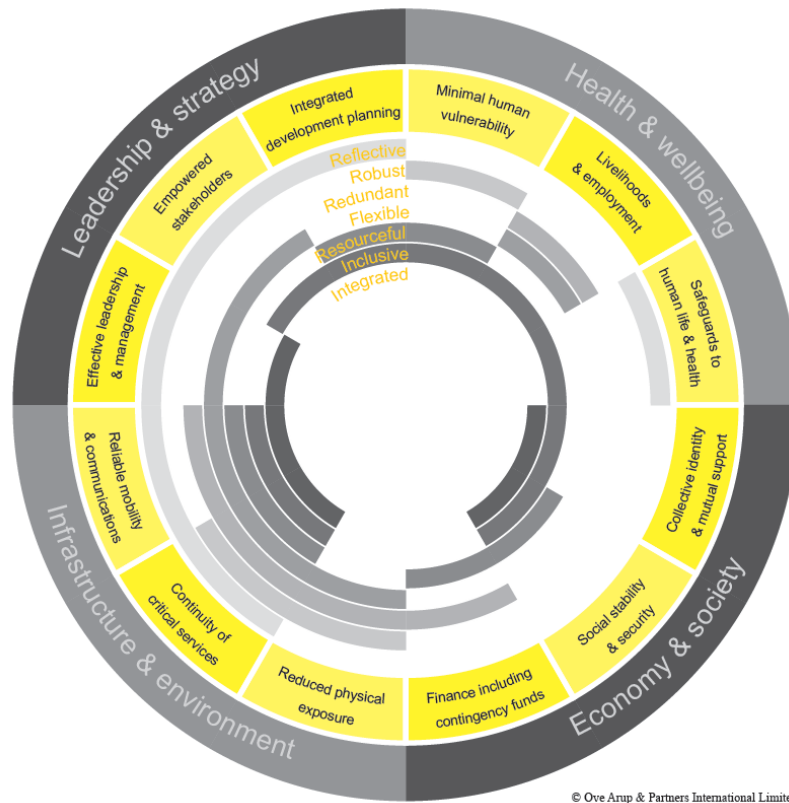 Leadership & strategy
Health & wellbeing
Integrated
development planning
Minimal human
vulnerability
Empowered
stakeholders
Livelihoods
& employment
Reflective
Robust
Redundant
Flexible
Resourceful
Inclusive
Integrated
Effective leadership
& management
Safeguards to
human life & health
Reliable mobility
& communications
Collective identity
& mutual support
Continuity of
critical services
Social stability
& security
Reduced physical
exposure
Finance including
contingency funds
Infrastructure & environment
Economy & society
© Ove Arup & Partners International Limite